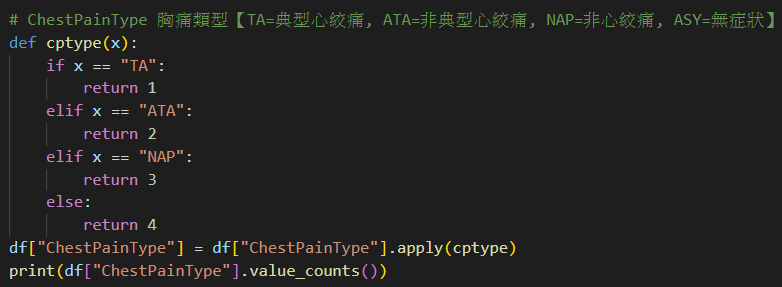 # ChestPainType 胸痛類型【TA=典型心絞痛, ATA=非典型心絞痛, NAP=非心絞痛, ASY=無症狀】
def cptype(x):
    if x == "TA":
        return 1
    elif x == "ATA":
        return 2
    elif x == "NAP":
        return 3
    else:
        return 4
df["ChestPainType"] = df["ChestPainType"].apply(cptype)
print(df["ChestPainType"].value_counts())